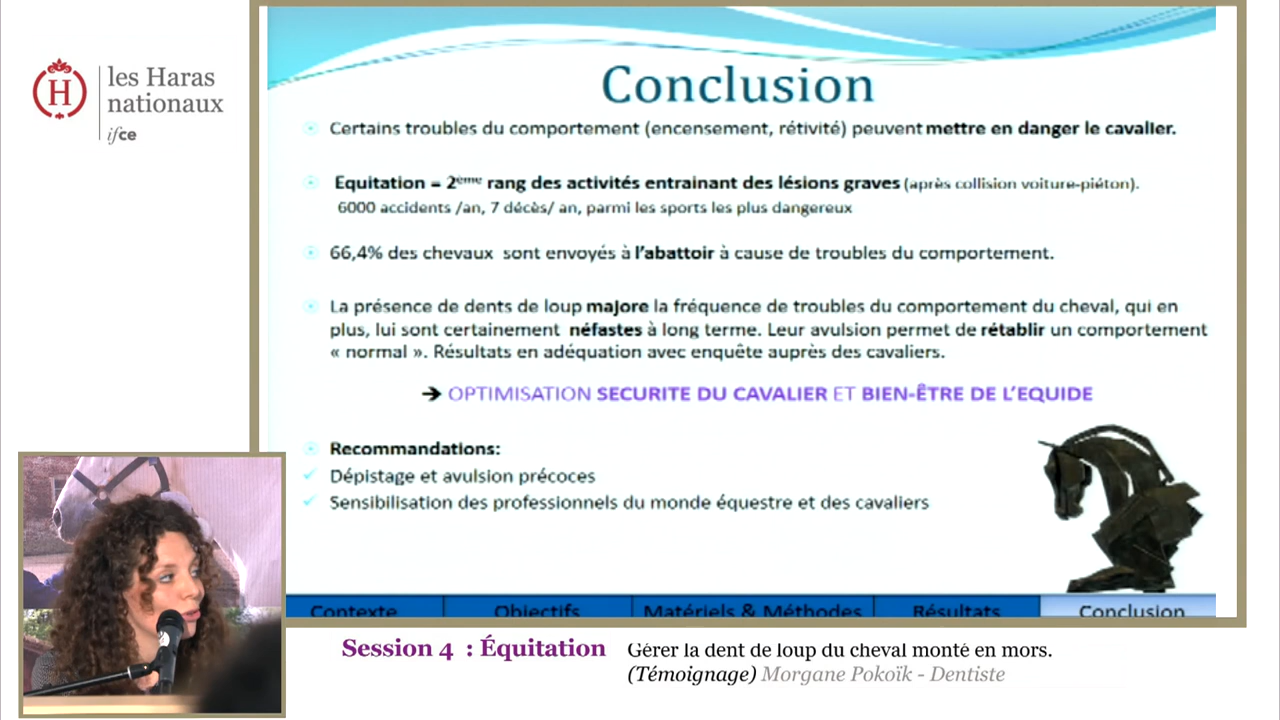 les Haras
nationaux
ifce
H
Conclusion
Certains troubles du comportement (encensement, rétivité) peuvent mettre en danger le cavalier.
Equitation = 2ème rang des activités entrainant des lésions graves (après collision voiture-piéton).
6000 accidents /an, 7 décès/ an, parmi les sports les plus dangereux
66,4% des chevaux sont envoyés à l'abattoir à cause de troubles du comportement.
La présence de dents de loup majore la fréquence de troubles du comportement du cheval, qui en
plus, lui sont certainement néfastes à long terme. Leur avulsion permet de rétablir un comportement
« normal ». Résultats en adéquation avec enquête auprès des cavaliers.
➔ OPTIMISATION SECURITE DU CAVALIER ET BIEN-ÊTRE DE L'EQUIDE
Recommandations:
✓ Dépistage et avulsion précoces
✓ Sensibilisation des professionnels du monde équestre et des cavaliers
Contexte Objectifs Matériels & Méthodes Résultats Conclusion
Session 4 : Équitation Gérer la dent de loup du cheval monté en mors.
(Témoignage) Morgane Pokoïk - Dentiste